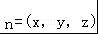 n=(x, y, z)